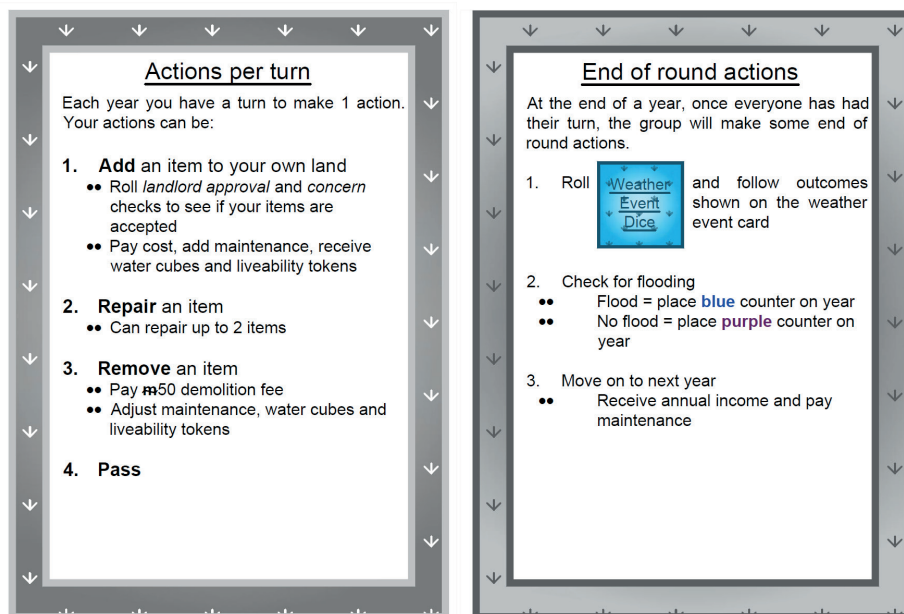 Actions per turn
Each year you have a turn to make 1 action.
Your actions can be:
1. Add an item to your own land
•• Roll landlord approval and concern
checks to see if your items are
accepted
•• Pay cost, add maintenance, receive
water cubes and liveability tokens
2. Repair an item
•• Can repair up to 2 items
3. Remove an item
•• Pay ₥50 demolition fee
•• Adjust maintenance, water cubes and
liveability tokens
4. Pass
End of round actions
At the end of a year, once everyone has had
their turn, the group will make some end of
round actions.
1. Roll Weather Event Dice and follow outcomes
shown on the weather
event card
2. Check for flooding
•• Flood = place blue counter on year
•• No flood = place purple counter on
year
3. Move on to next year
•• Receive annual income and pay
maintenance